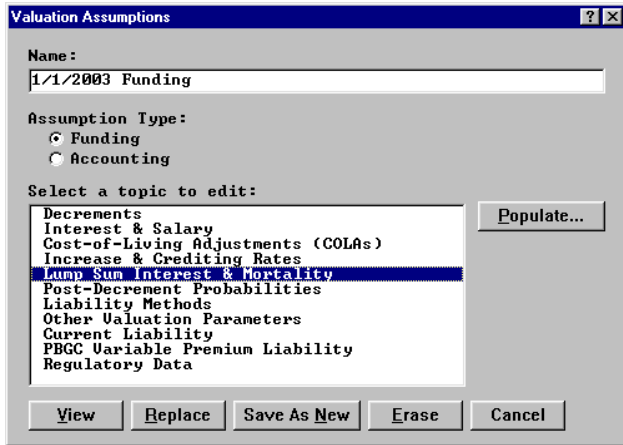 Valuation Assumptions
Name:
1/1/2003 Funding
Assumption Type:
Funding
Accounting
Select a topic to edit:
Decrements
Interest & Salary
Cost-of-Living Adjustments (COLAs)
Increase & Crediting Rates
Lump Sum Interest & Mortality
Post-Decrement Probabilities
Liability Methods
Other Valuation Parameters
Current Liability
PBGC Variable Premium Liability
Regulatory Data
Populate...
View Replace Save As New Erase Cancel